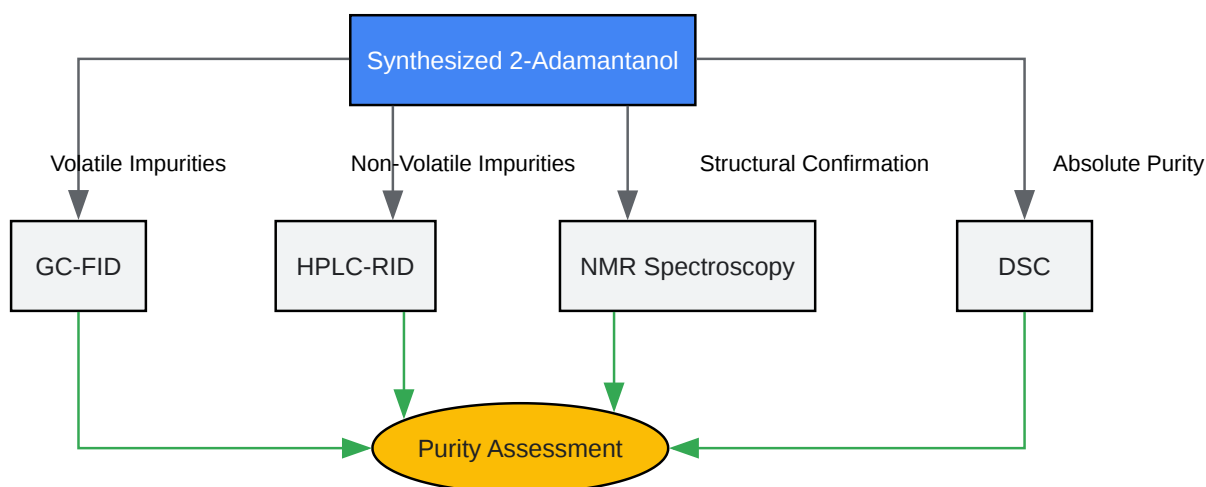 Synthesized 2-Adamantanol
Volatile Impurities
Non-Volatile Impurities
Structural Confirmation
Absolute Purity
GC-FID
HPLC-RID
NMR Spectroscopy
DSC
Purity Assessment